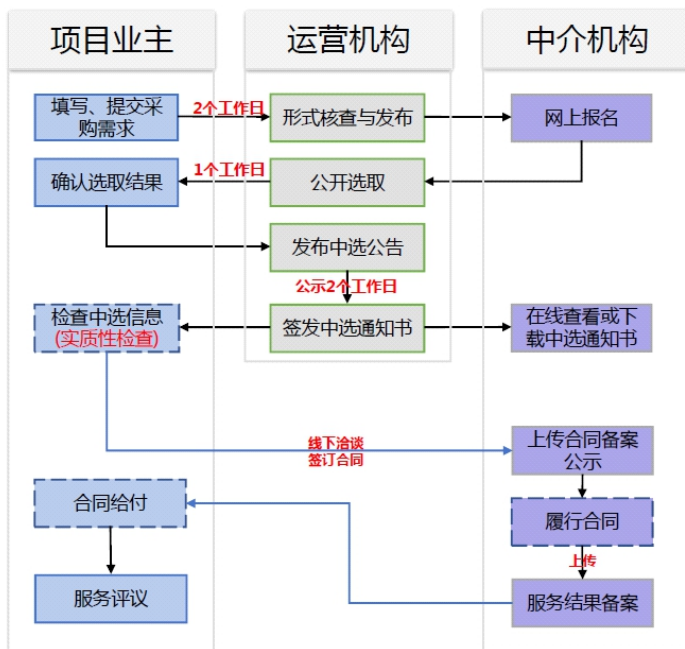 项目业主
运营机构
中介机构
填写、提交采
购需求
2个工作日
形式核查与发布
网上报名
确认选取结果
1个工作日
公开选取
发布中选公告
公示2个工作日
检查中选信息
(实质性检查)
签发中选通知书
在线查看或下
载中选通知书
线下洽谈
签订合同
上传合同备案
公示
合同给付
履行合同
上传
服务评议
服务结果备案